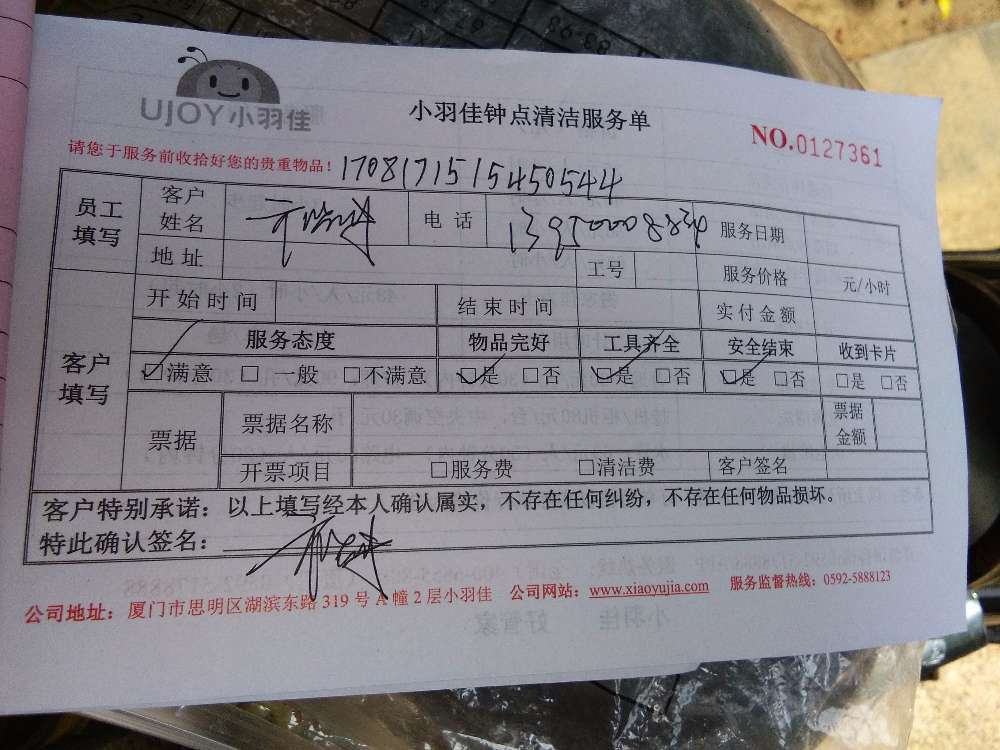 UJOY小羽佳
小羽佳钟点清洁服务单
NO.0127361
请您于服务前收拾好您的贵重物品！
1708171515450544
员工填写
客户姓名
电 话
服务日期
地 址
工号
服务价格
元/小时
客户填写
开 始 时 间
结 束 时 间
实 付 金 额
服务态度 物品完好 工具齐全 安全结束 收到卡片
☑满意 □ 一般 □不满意 ☑是 □否 ☑是 □否 ☑是 □否 □是 □否
票据
票据名称
票据金额
开票项目 □服务费 □清洁费 客户签名
客户特别承诺：以上填写经本人确认属实，不存在任何纠纷，不存在任何物品损坏。
特此确认签名：
公司地址：厦门市思明区湖滨东路 319 号 A 幢 2 层小羽佳 公司网站：www.xiaoyujia.com 服务监督热线：0592-5888123